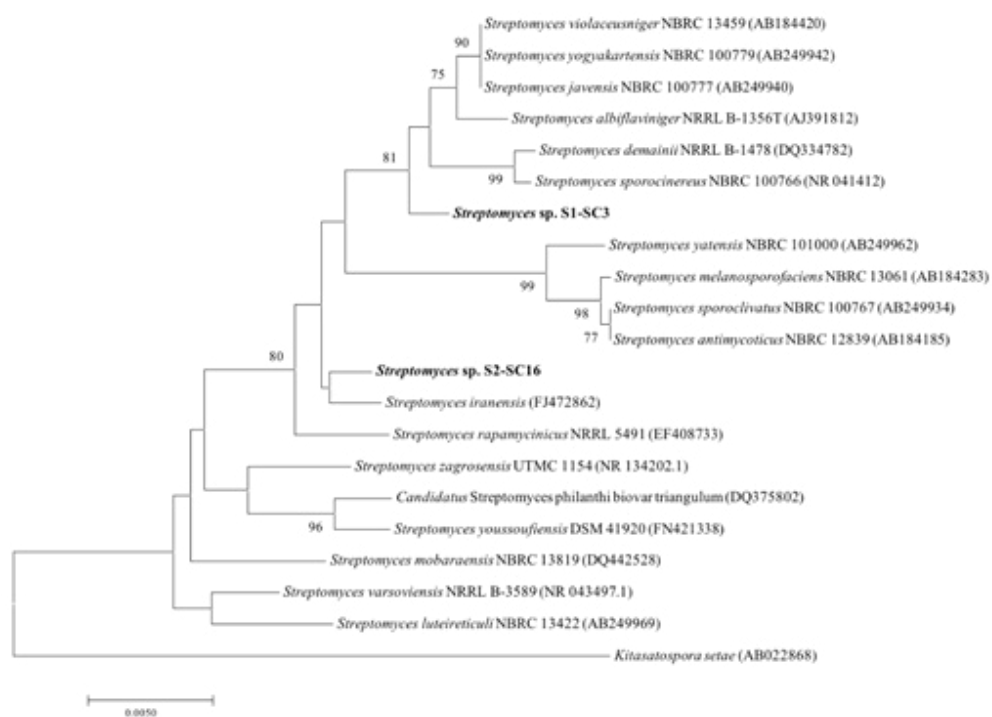 Streptomyces violaceusniger NBRC 13459 (AB184420)
90
Streptomyces yogyakartensis NBRC 100779 (AB249942)
75
Streptomyces javensis NBRC 100777 (AB249940)
Streptomyces albiflaviniger NRRL B-1356T (AJ391812)
Streptomyces demainii NRRL B-1478 (DQ334782)
81
99
Streptomyces sporocinereus NBRC 100766 (NR 041412)
Streptomyces sp. S1-SC3
Streptomyces yatensis NBRC 101000 (AB249962)
99
Streptomyces melanosporofaciens NBRC 13061 (AB184283)
98
Streptomyces sporoclivatus NBRC 100767 (AB249934)
77
Streptomyces antimycoticus NBRC 12839 (AB184185)
80
Streptomyces sp. S2-SC16
Streptomyces iranensis (FJ472862)
Streptomyces rapamycinicus NRRL 5491 (EF408733)
Streptomyces zagrosensis UTMC 1154 (NR 134202.1)
Candidatus Streptomyces philanthi biovar triangulum (DQ375802)
96
Streptomyces youssoufiensis DSM 41920 (FN421338)
Streptomyces mobaraensis NBRC 13819 (DQ442528)
Streptomyces varsoviensis NRRL B-3589 (NR 043497.1)
Streptomyces luteireticuli NBRC 13422 (AB249969)
Kitasatospora setae (AB022868)
0.0050